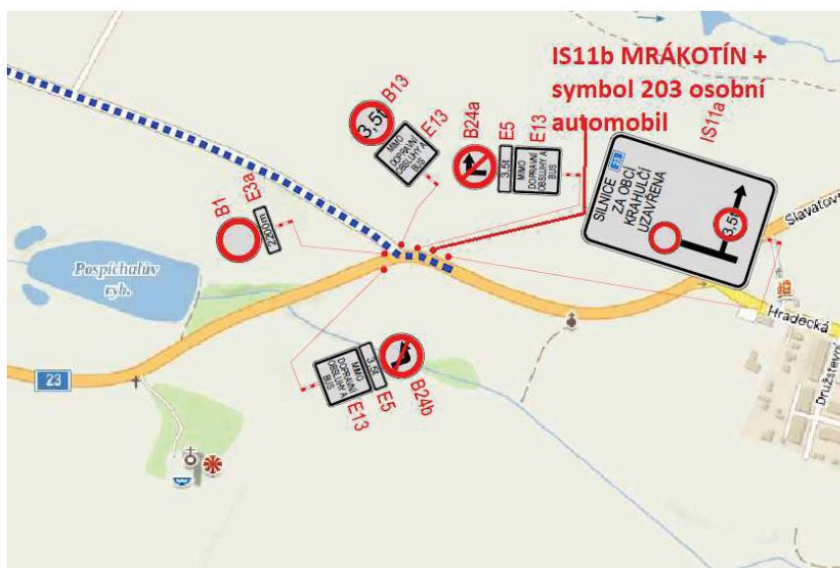 IS11b MRÁKOTÍN +
symbol 203 osobní
automobil
IS11a
B13
3,5t
E13
MIMO
DOPRAVNÍ
OBSLUHY A
BUS
B24a
E5
3,5t
E13
MIMO
DOPRAVNÍ
OBSLUHY A
BUS
B1
E3a
2200m
23
SILNICE
ZA OBCÍ
KRAHULČÍ
UZAVŘENA
3,5t
Slavatov
Pospíchalův
ryb.
Hradecká
Družstevní
23
MIMO
DOPRAVNÍ
OBSLUHY A
BUS
E13
3,5t
E5
B24b